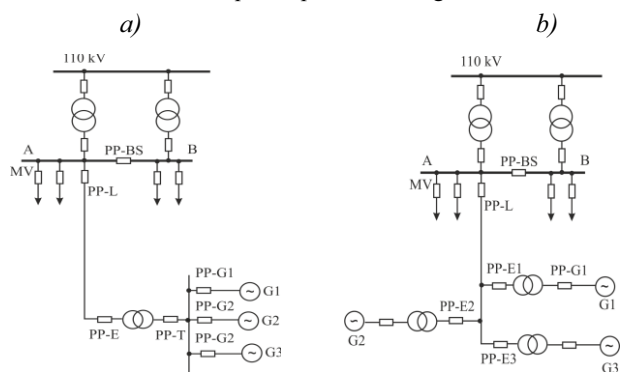 a)
b)
110 kV
A
PP-BS
B
MV
PP-L
PP-G1
G1
PP-G2
G2
PP-G2
G3
PP-E
PP-T
110 kV
A
PP-BS
B
MV
PP-L
PP-E1
PP-G1
G1
PP-E2
G2
PP-E3
G3